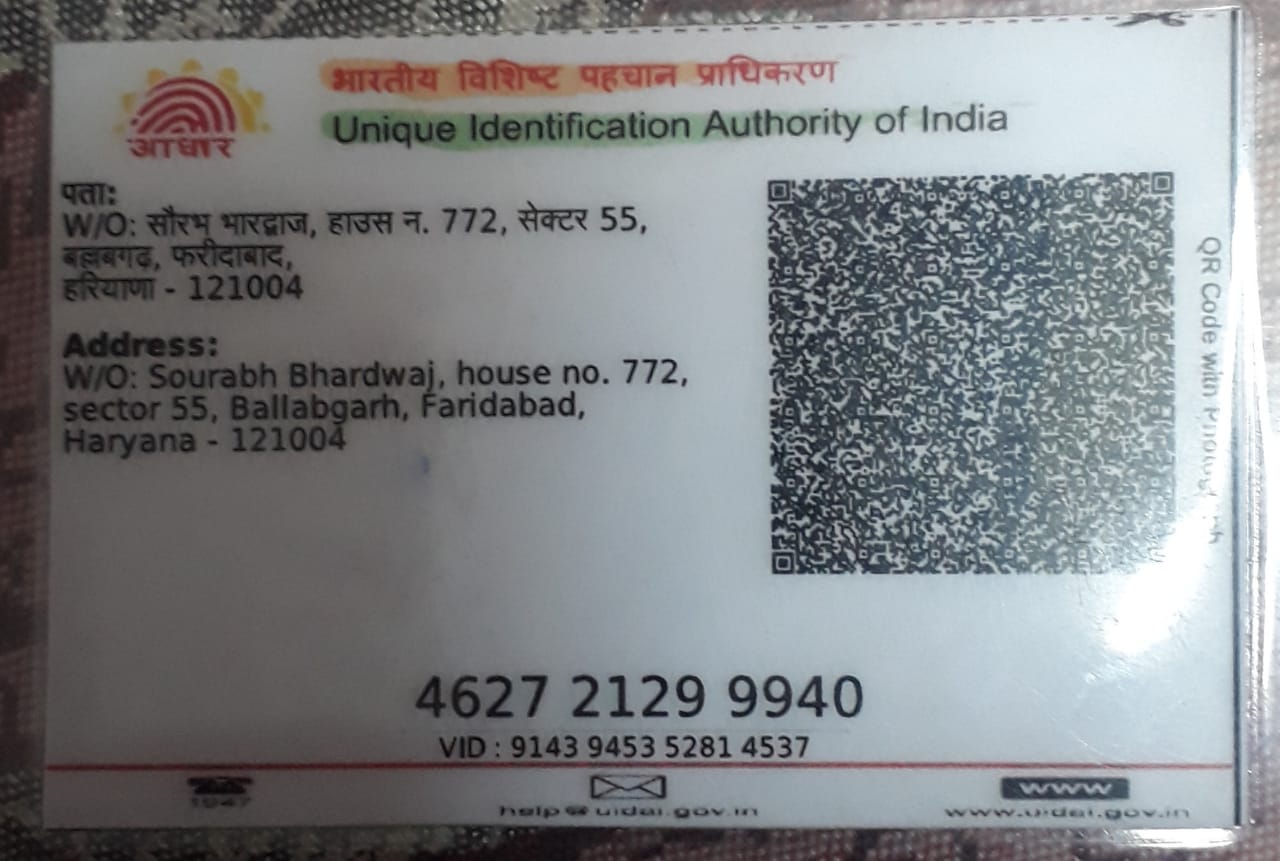 भारतीय विशिष्ट पहचान प्राधिकरण
Unique Identification Authority of India
आधार
पता:
W/O: सौरभ भारद्वाज, हाउस न. 772, सेक्टर 55,
बल्लबगढ, फरीदाबाद,
हरियाणा - 121004
Address:
W/O: Sourabh Bhardwaj, house no. 772,
sector 55, Ballabgarh, Faridabad,
Haryana - 121004
QR Code with
4627 2129 9940
VID : 9143 9453 5281 4537
1947
help@uidai.gov.in
www
www.uidai.gov.in